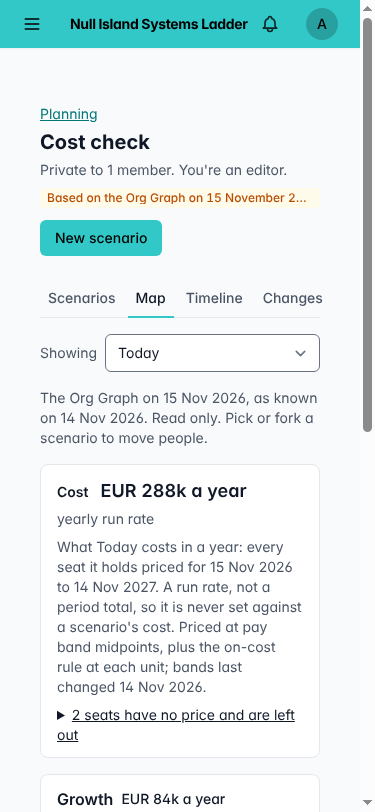 Null Island Systems Ladder
A
Planning
Cost check
Private to 1 member. You're an editor.
Based on the Org Graph on 15 November 2...
New scenario
Scenarios
Map
Timeline
Changes
Showing
Today
The Org Graph on 15 Nov 2026, as known
on 14 Nov 2026. Read only. Pick or fork a
scenario to move people.
Cost EUR 288k a year
yearly run rate
What Today costs in a year: every
seat it holds priced for 15 Nov 2026
to 14 Nov 2027. A run rate, not a
period total, so it is never set against
a scenario's cost. Priced at pay
band midpoints, plus the on-cost
rule at each unit; bands last
changed 14 Nov 2026.
2 seats have no price and are left
out
Growth EUR 84k a year